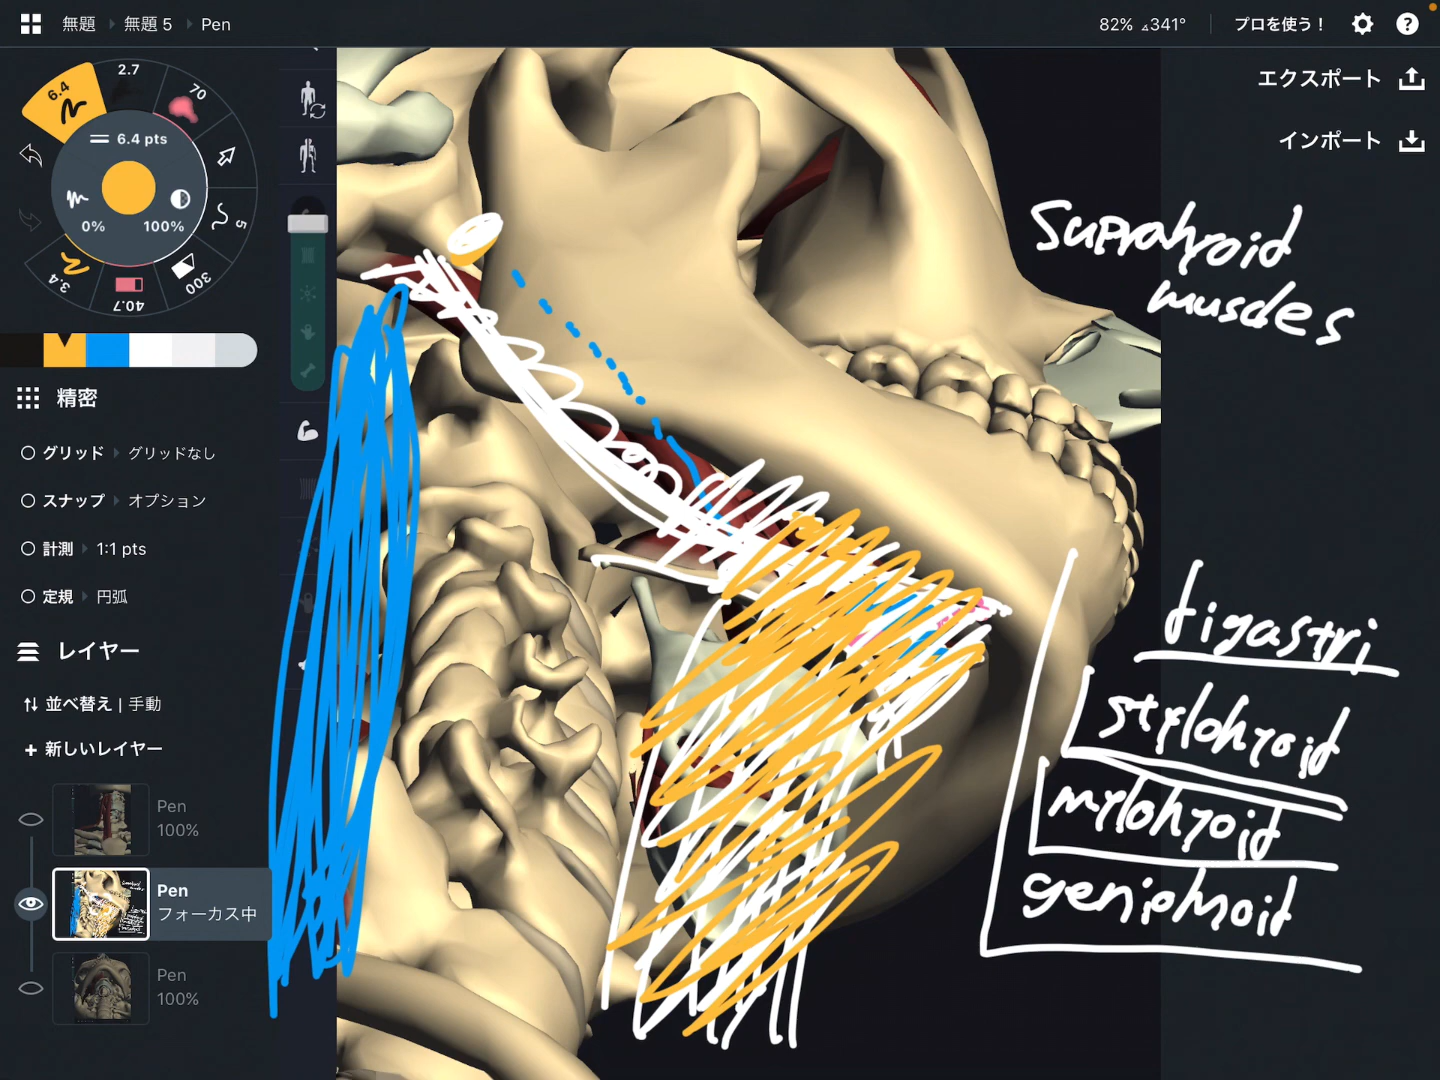 無題 無題 5 Pen
82% ⊿341° プロを使う！
エクスポート
インポート
2.7
6.4
70
6.4 pts
5
0% 100%
3.4
40.7
300
精密
グリッド グリッドなし
スナップ オプション
計測 1:1 pts
定規 円弧
レイヤー
並べ替え | 手動
+ 新しいレイヤー
Pen
100%
Pen
フォーカス中
Pen
100%
Suprahyoid
muscles
digastri
stylohyoid
mylohyoid
geniohyoid